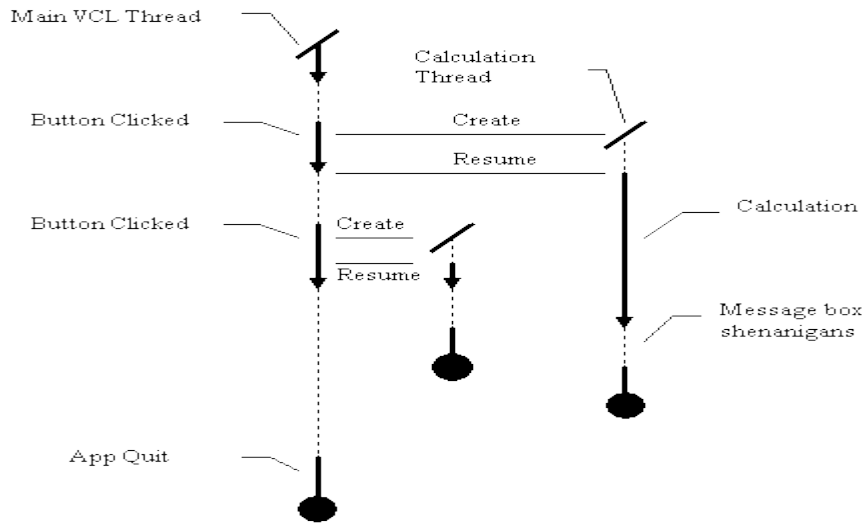 Main VCL Thread
Calculation
Thread
Button Clicked
Create
Resume
Button Clicked
Create
Resume
Calculation
Message box
shenanigans
App Quit